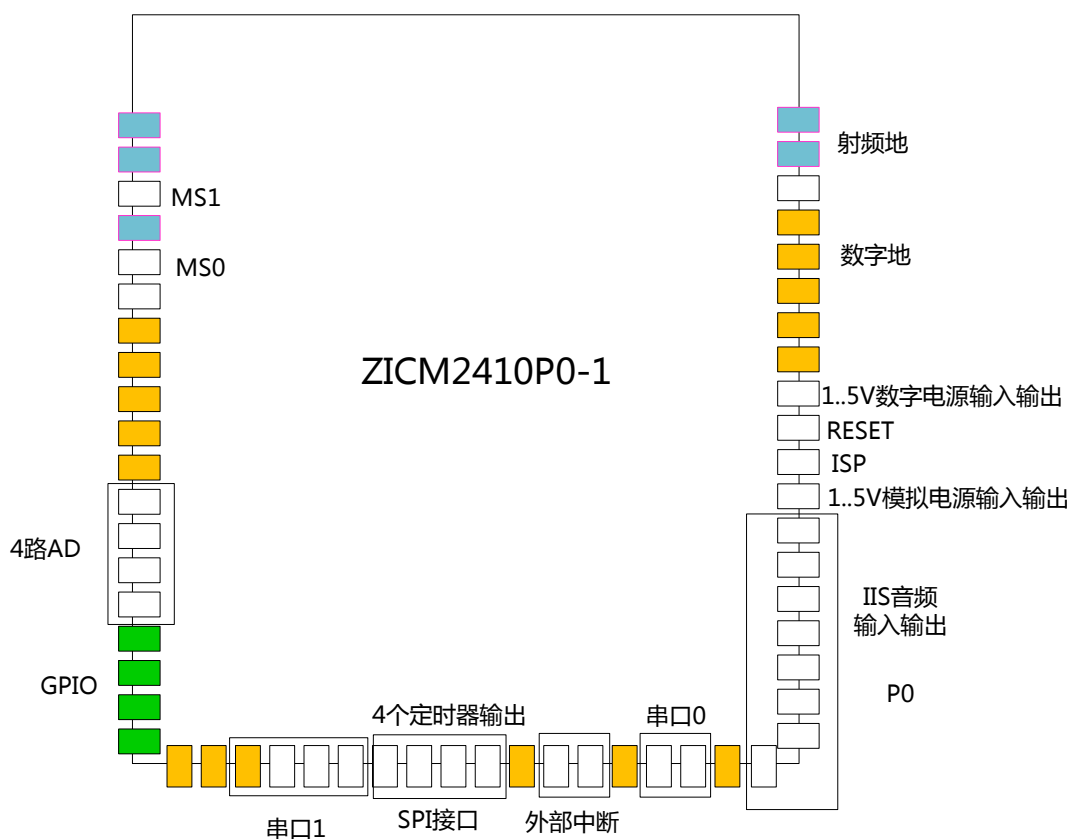 射频地
MS1
数字地
MS0
ZICM2410P0-1
1..5V数字电源输入输出
RESET
ISP
1..5V模拟电源输入输出
4路AD
IIS音频
输入输出
GPIO
P0
4个定时器输出
串口0
串口1
SPI接口
外部中断